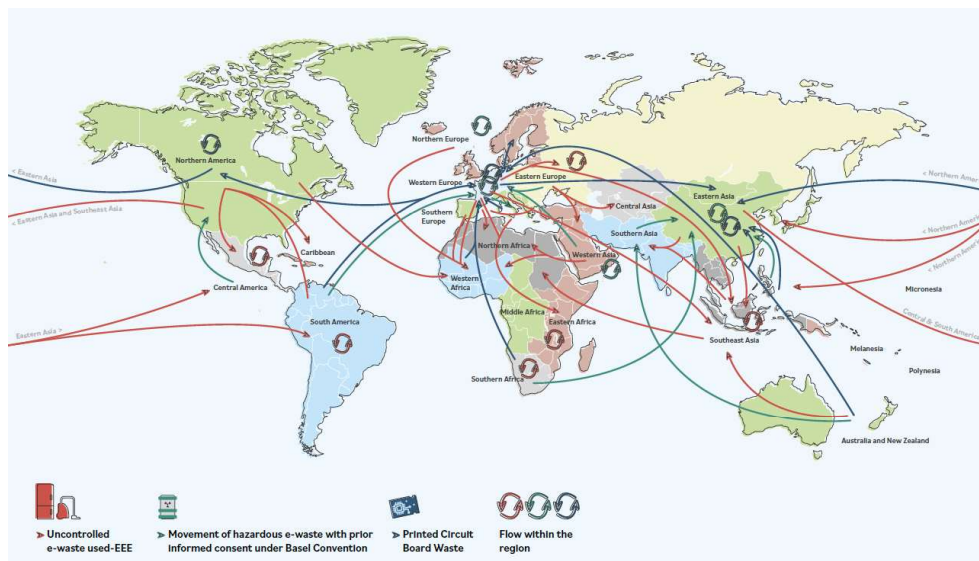 Northern Europe
Northern America
< Eastern Asia
Western Europe
Eastern Europe
< Northern Amer
Eastern Asia
Central Asia
< Eastern Asia and Southeast Asia
Southern
Europe
Southern Asia
< Northern Ameri
Northern Africa
Caribbean
Western Asia
< Northern America
Central America
Western
Africa
Micronesia
Middle Africa
South America
Eastern Africa
Central & South America
Eastern Asia >
Southeast Asia
Melanesia
Polynesia
Southern Africa
Australia and New Zealand
Uncontrolled
e-waste used-EEE
Movement of hazardous e-waste with prior
informed consent under Basel Convention
Printed Circuit
Board Waste
Flow within the
region